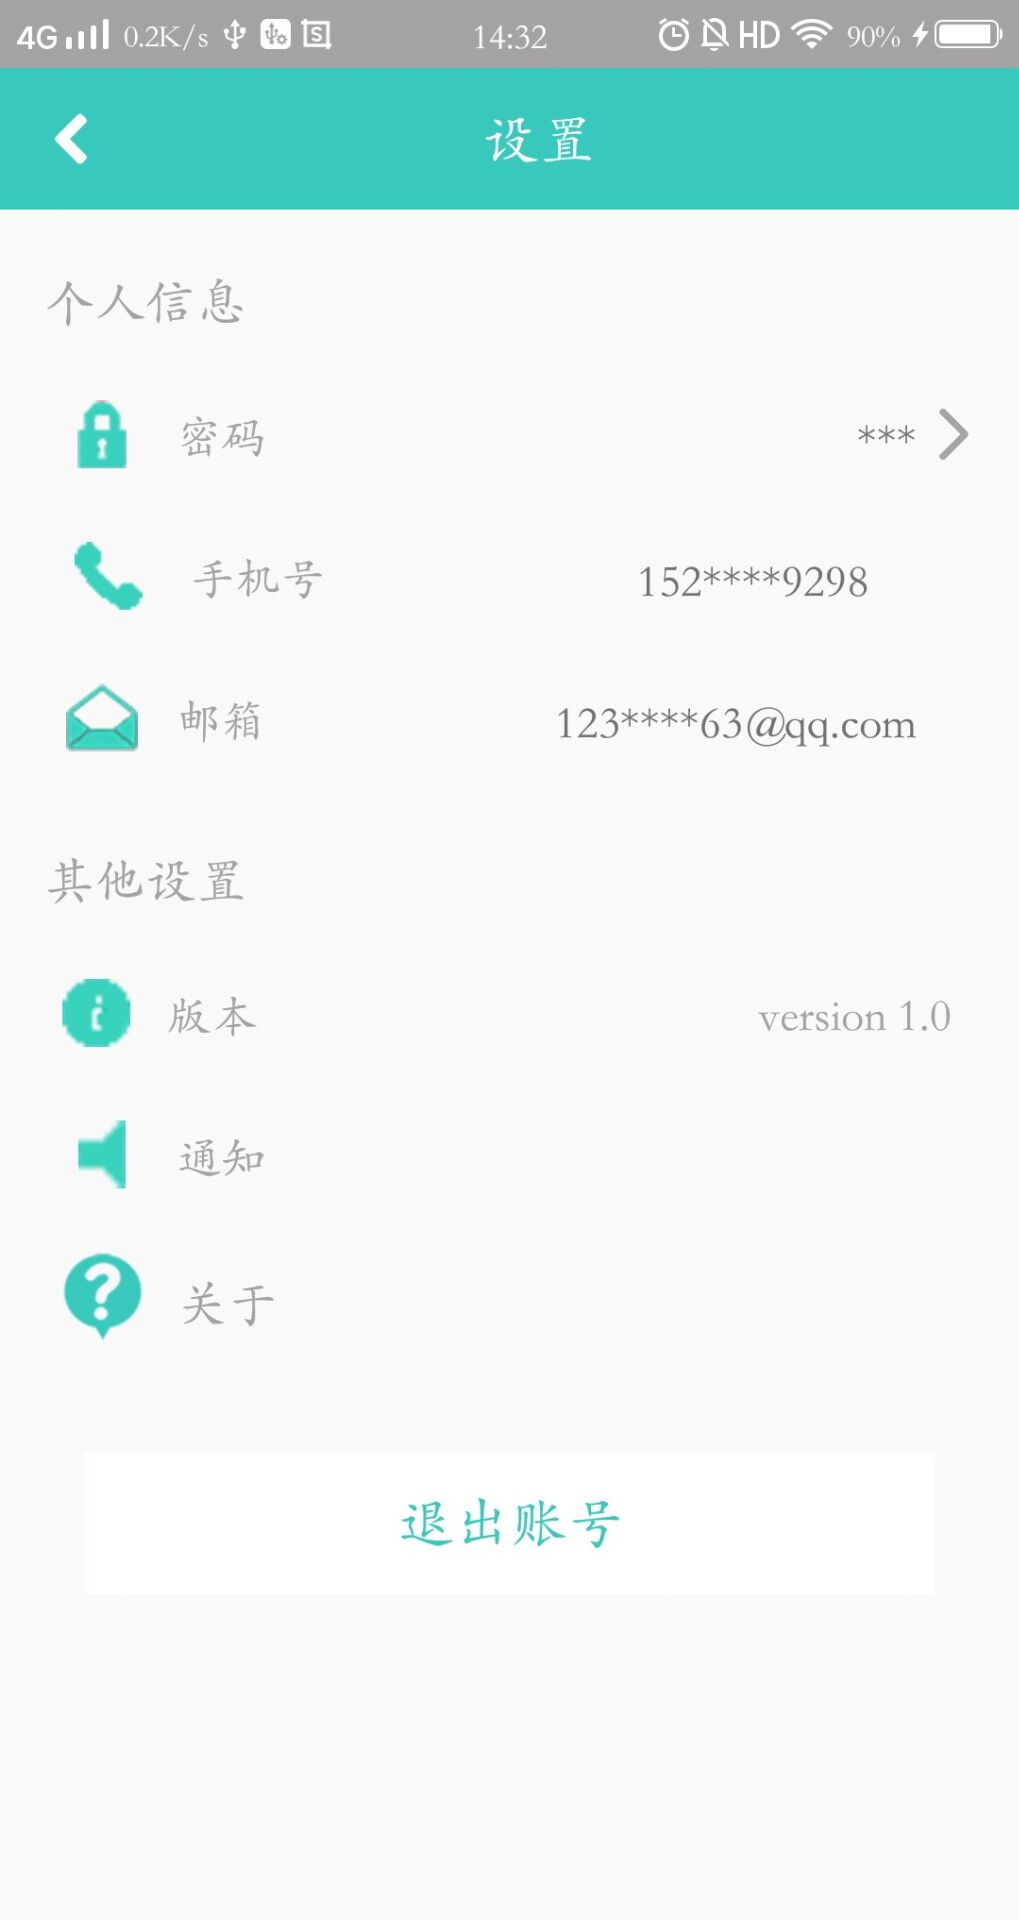 4G 0.2K/s 14:32 HD 90%
设置
个人信息
密码 ***
手机号 152****9298
邮箱 123****63@qq.com
其他设置
版本 version 1.0
通知
关于
退出账号